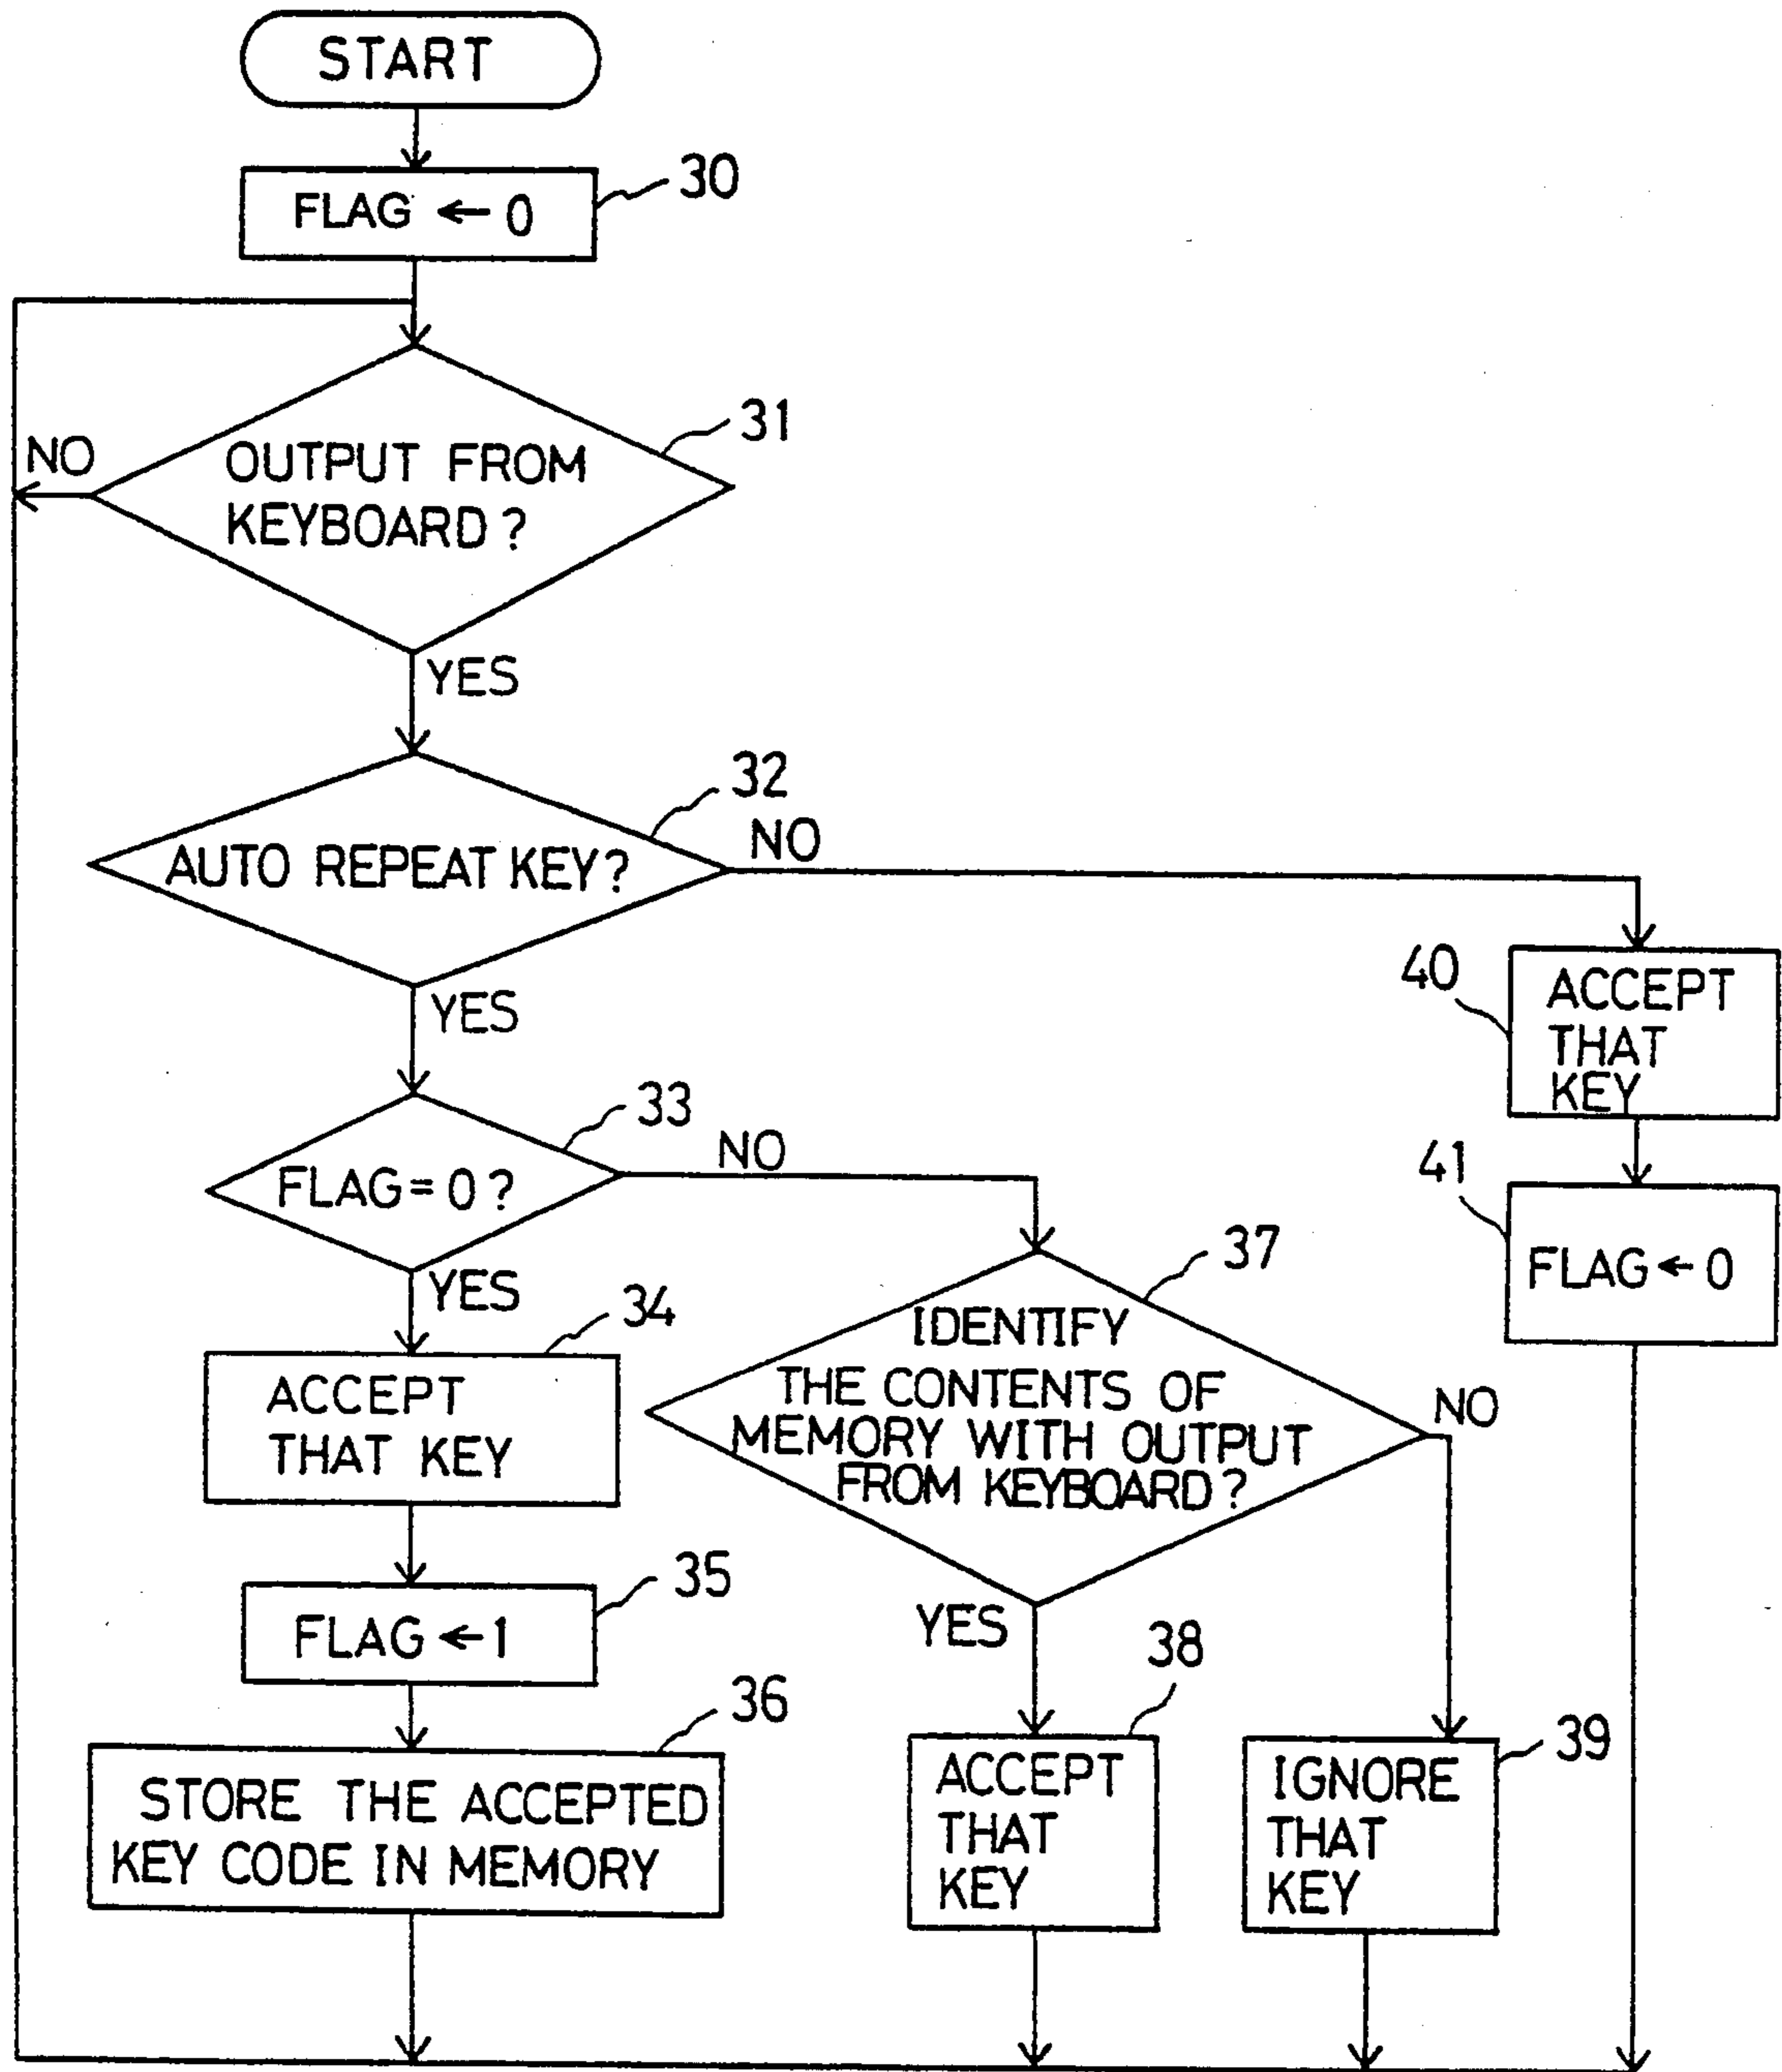 START
FLAG ← 0
30
31
OUTPUT FROM
KEYBOARD?
NO
YES
32
AUTO REPEAT KEY?
NO
YES
40
ACCEPT
THAT
KEY
33
FLAG = 0?
NO
YES
41
FLAG ← 0
34
ACCEPT
THAT KEY
37
IDENTIFY
THE CONTENTS OF
MEMORY WITH OUTPUT
FROM KEYBOARD?
NO
YES
35
FLAG ← 1
36
STORE THE ACCEPTED
KEY CODE IN MEMORY
38
ACCEPT
THAT
KEY
39
IGNORE
THAT
KEY